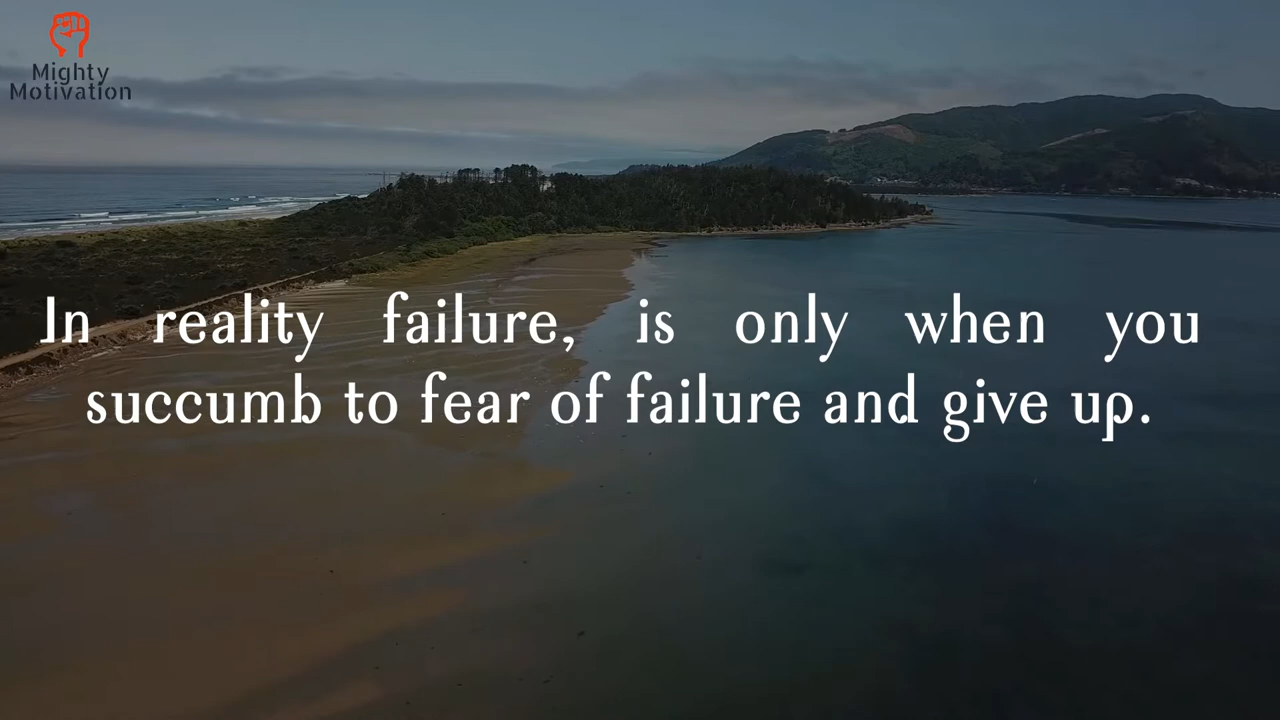 Mighty
Motivation
In reality failure, is only when you
succumb to fear of failure and give up.